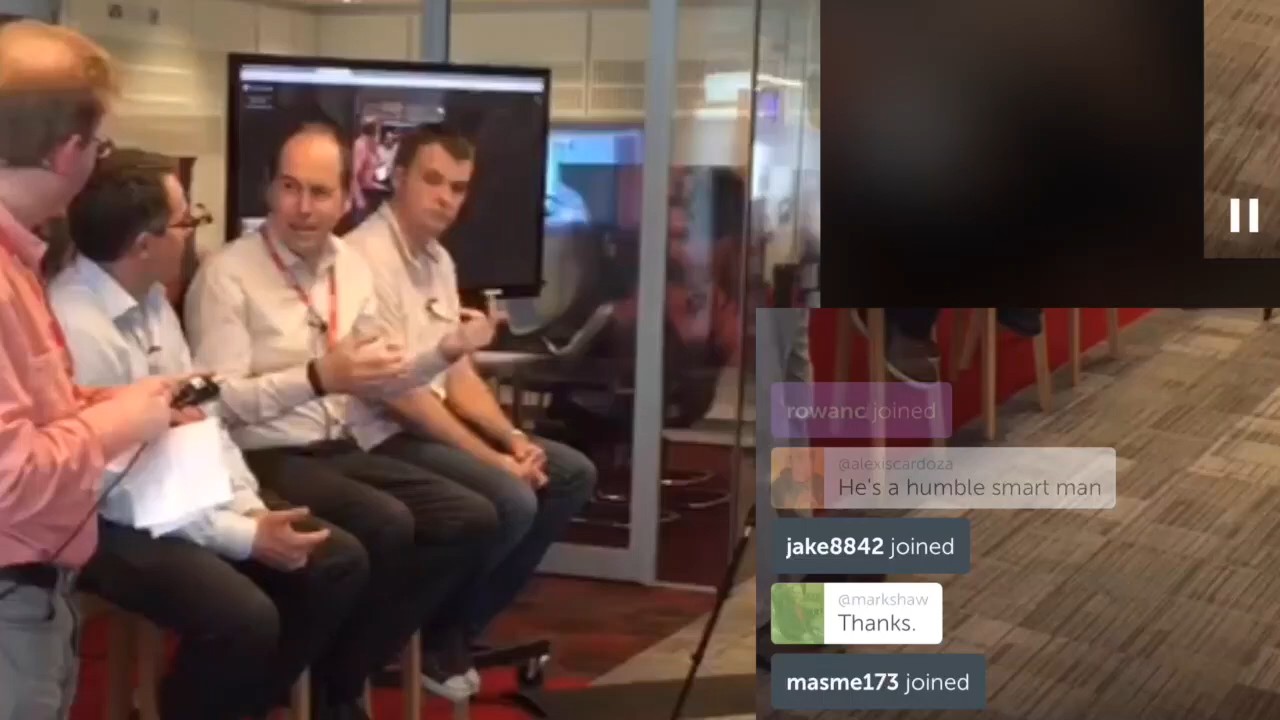 rowanc joined
@alexiscardoza
He's a humble smart man
jake8842 joined
@markshaw
Thanks.
masme173 joined